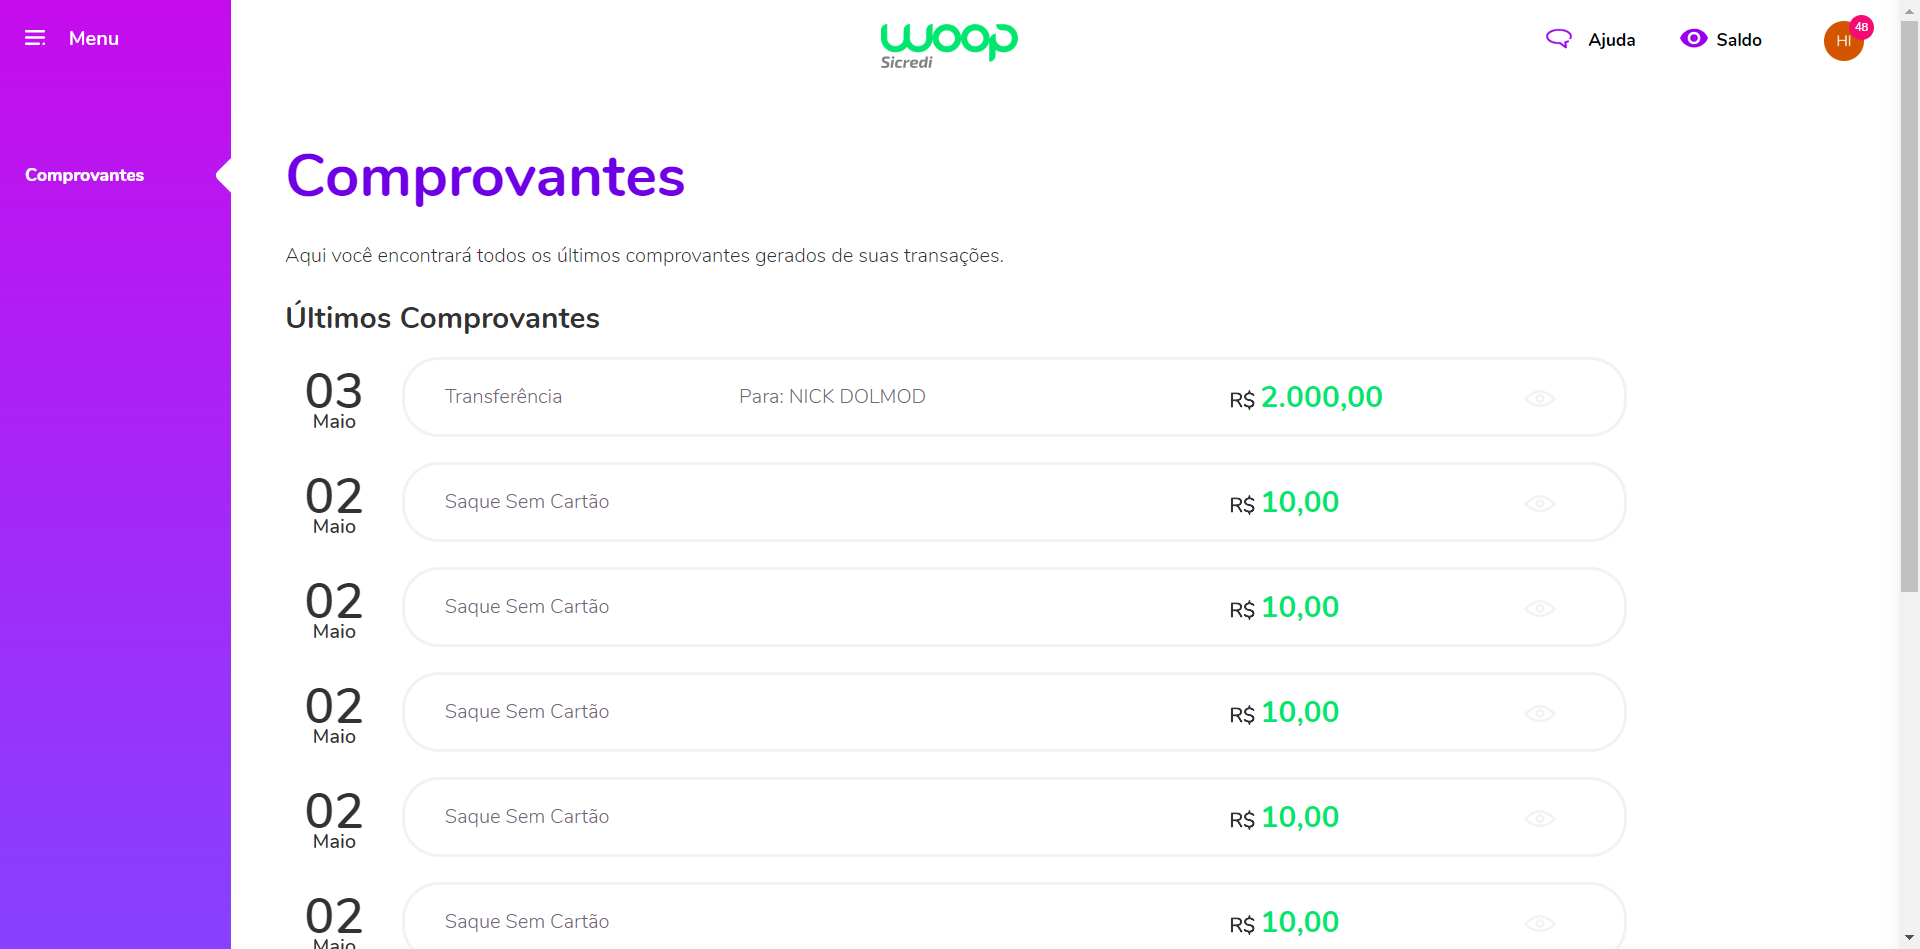 Menu
woop
Sicredi
Ajuda
Saldo
HI
48
Comprovantes
Comprovantes
Aqui você encontrará todos os últimos comprovantes gerados de suas transações.
Últimos Comprovantes
03
Maio
Transferência
Para: NICK DOLMOD
R$ 2.000,00
02
Maio
Saque Sem Cartão
R$ 10,00
02
Maio
Saque Sem Cartão
R$ 10,00
02
Maio
Saque Sem Cartão
R$ 10,00
02
Maio
Saque Sem Cartão
R$ 10,00
02
Maio
Saque Sem Cartão
R$ 10,00